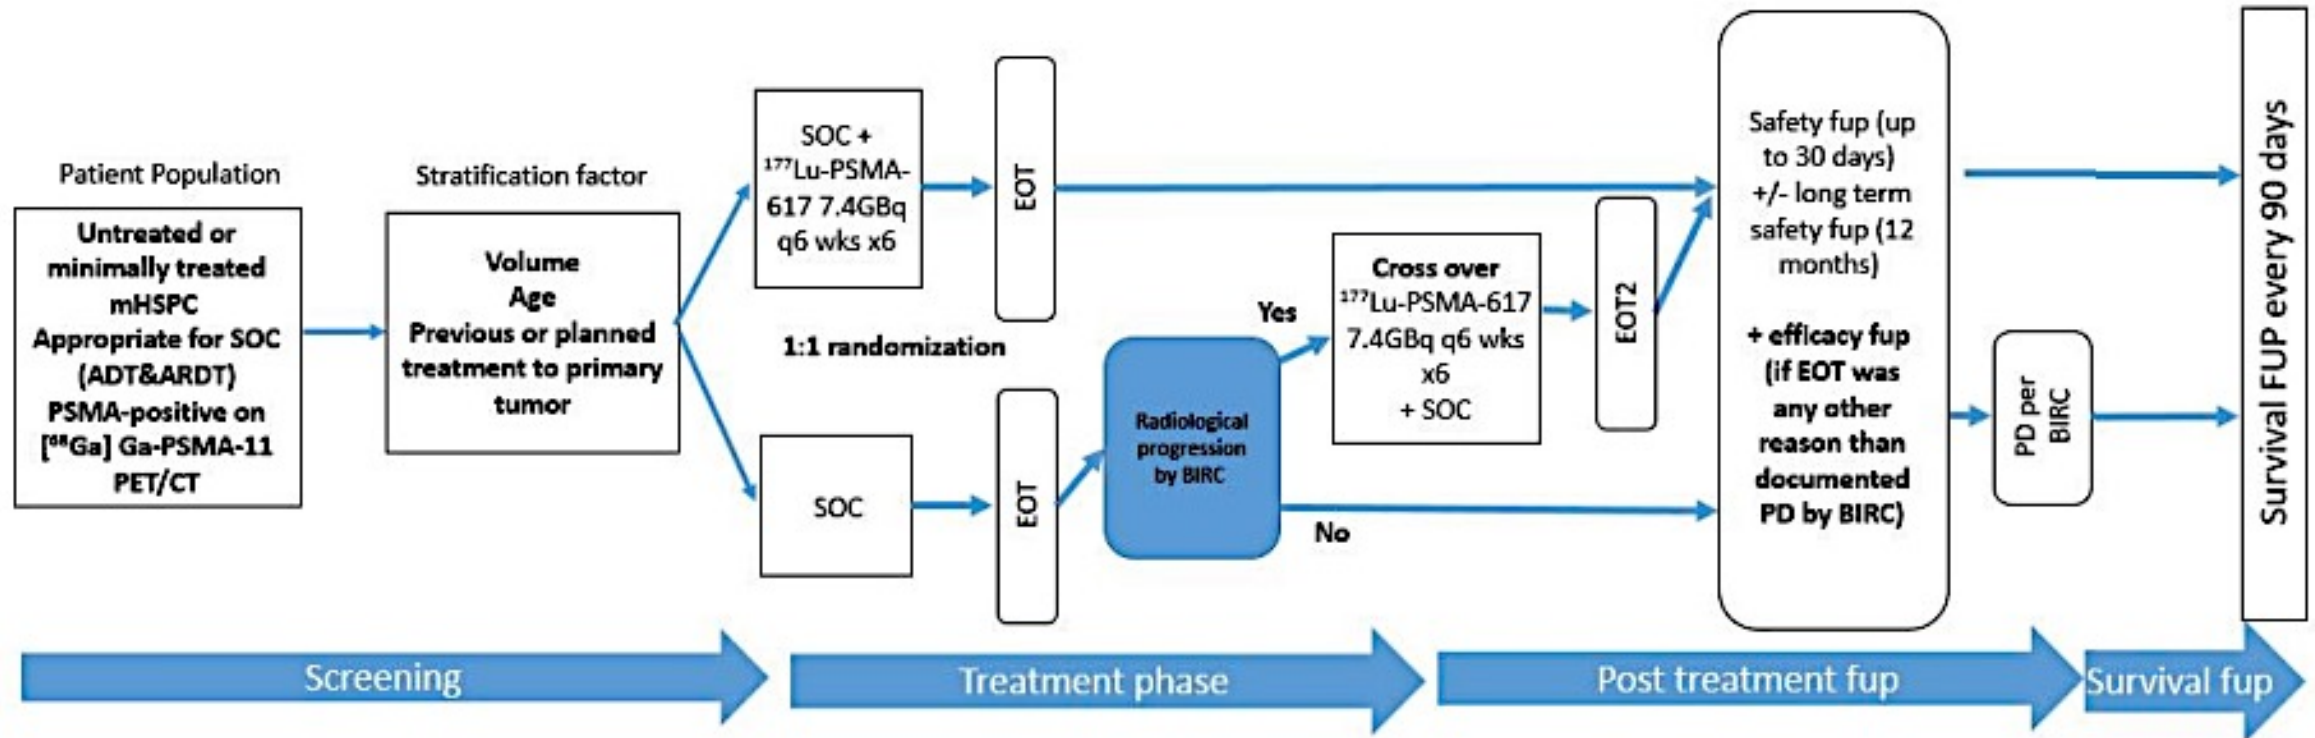 Patient Population
Untreated or
minimally treated
mHSPC
Appropriate for SOC
(ADT&ARDT)
PSMA-positive on
[⁶⁸Ga] Ga-PSMA-11
PET/CT
Stratification factor
Volume
Age
Previous or planned
treatment to primary
tumor
SOC +
¹⁷⁷Lu-PSMA-
617 7.4GBq
q6 wks x6
1:1 randomization
SOC
EOT
EOT
Radiological
progression
by BIRC
Yes
No
Cross over
¹⁷⁷Lu-PSMA-617
7.4GBq q6 wks
x6
+ SOC
EOT2
Safety fup (up
to 30 days)
+/- long term
safety fup (12
months)
+ efficacy fup
(if EOT was
any other
reason than
documented
PD by BIRC)
PD per
BIRC
Survival FUP every 90 days
Screening
Treatment phase
Post treatment fup
Survival fup